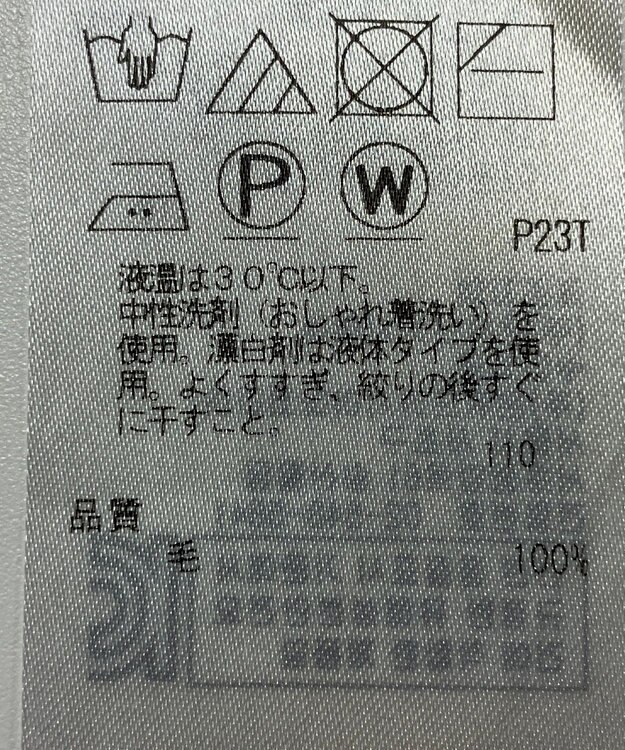 P W
P23T
液温は30℃以下。
中性洗剤（おしゃれ着洗い）を
使用。漂白剤は液体タイプを使
用。よくすすぎ、絞りの後すぐ
に干すこと。
110
品質
毛 100%